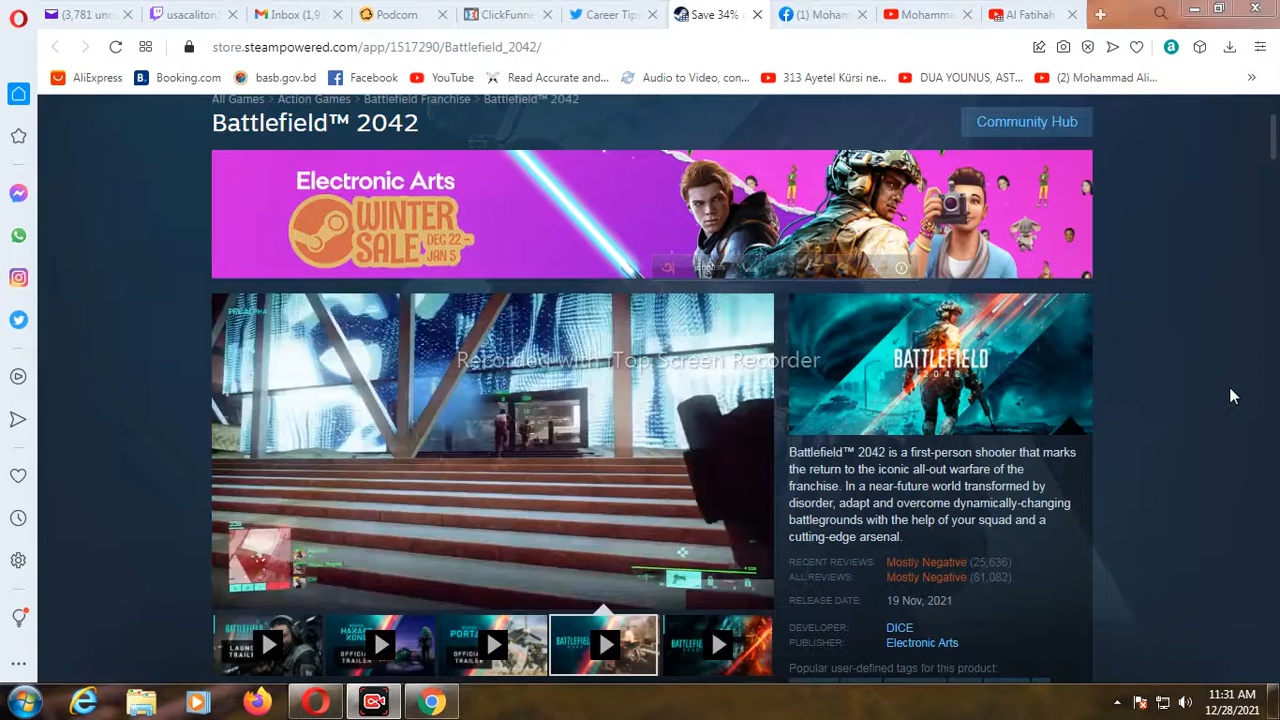 (3,781 unn
usacaliton.
Inbox (1,9
Podcorn
ClickFunne
Career Tips
Save 34%
(1) Moham
Mohamma
Al Fatihah
store.steampowered.com/app/1517290/Battlefield_2042/
AliExpress
Booking.com
basb.gov.bd
Facebook
YouTube
Read Accurate and...
Audio to Video, con...
313 Ayetel Kürsi ne...
DUA YOUNUS, AST...
(2) Mohammad Ali...
All Games > Action Games > Battlefield Franchise > Battlefield™ 2042
Battlefield™ 2042
Community Hub
Electronic Arts
WINTER
SALE
DEC 22 –
JAN 5
English
Recorded with iTop Screen Recorder
BATTLEFIELD
2042
Battlefield™ 2042 is a first-person shooter that marks
the return to the iconic all-out warfare of the
franchise. In a near-future world transformed by
disorder, adapt and overcome dynamically-changing
battlegrounds with the help of your squad and a
cutting-edge arsenal.
RECENT REVIEWS: Mostly Negative (25,636)
ALL REVIEWS: Mostly Negative (81,082)
RELEASE DATE: 19 Nov, 2021
DEVELOPER: DICE
PUBLISHER: Electronic Arts
Popular user-defined tags for this product:
11:31 AM
12/28/2021